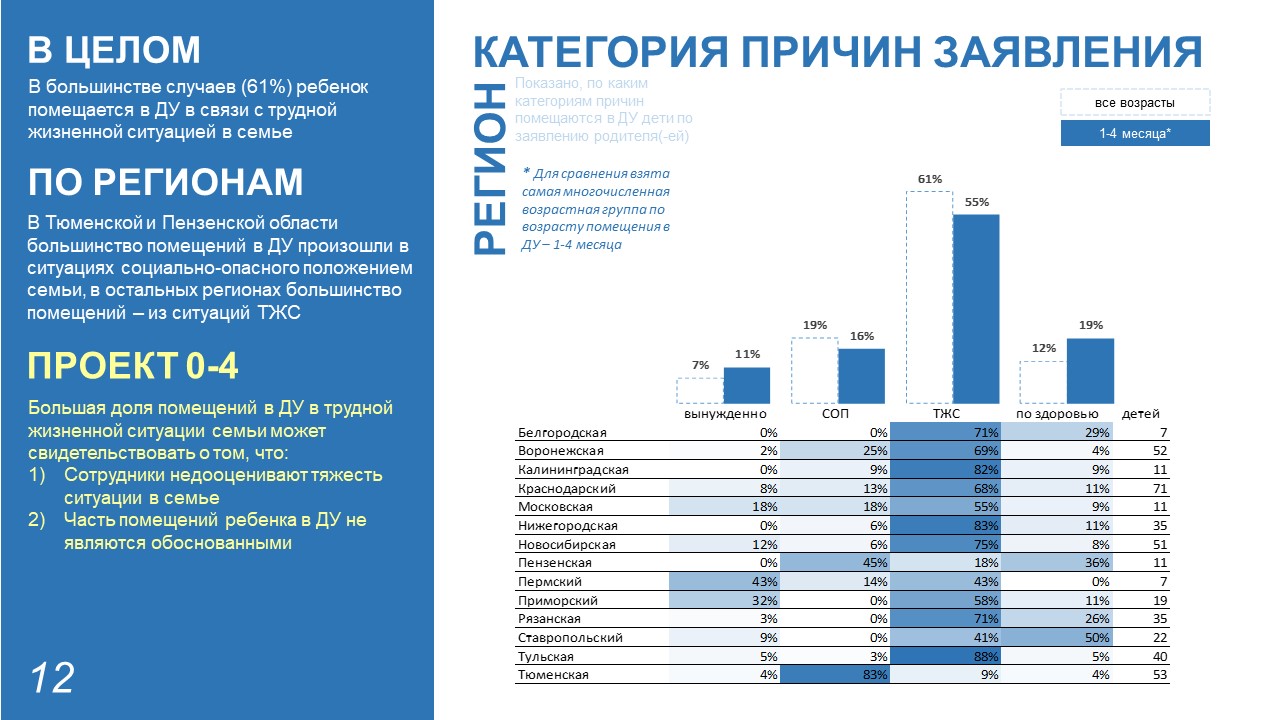 В ЦЕЛОМ
В большинстве случаев (61%) ребенок
помещается в ДУ в связи с трудной
жизненной ситуацией в семье
ПО РЕГИОНАМ
В Тюменской и Пензенской области
большинство помещений в ДУ произошли в
ситуациях социально-опасного положением
семьи, в остальных регионах большинство
помещений – из ситуаций ТЖС
ПРОЕКТ 0-4
Большая доля помещений в ДУ в трудной
жизненной ситуации семьи может
свидетельствовать о том, что:
1) Сотрудники недооценивают тяжесть
ситуации в семье
2) Часть помещений ребенка в ДУ не
являются обоснованными
12
КАТЕГОРИЯ ПРИЧИН ЗАЯВЛЕНИЯ
РЕГИОН
Показано, по каким
категориям причин
помещаются в ДУ дети по
заявлению родителя(-ей)
* Для сравнения взята
самая многочисленная
возрастная группа по
возрасту помещения в
ДУ – 1-4 месяца
все возрасты
1-4 месяца*
7% 11% 19% 16% 61% 55% 12% 19%
вынужденно СОП ТЖС по здоровью детей
Белгородская 0% 0% 71% 29% 7
Воронежская 2% 25% 69% 4% 52
Калининградская 0% 9% 82% 9% 11
Краснодарский 8% 13% 68% 11% 71
Московская 18% 18% 55% 9% 11
Нижегородская 0% 6% 83% 11% 35
Новосибирская 12% 6% 75% 8% 51
Пензенская 0% 45% 18% 36% 11
Пермский 43% 14% 43% 0% 7
Приморский 32% 0% 58% 11% 19
Рязанская 3% 0% 71% 26% 35
Ставропольский 9% 0% 41% 50% 22
Тульская 5% 3% 88% 5% 40
Тюменская 4% 83% 9% 4% 53